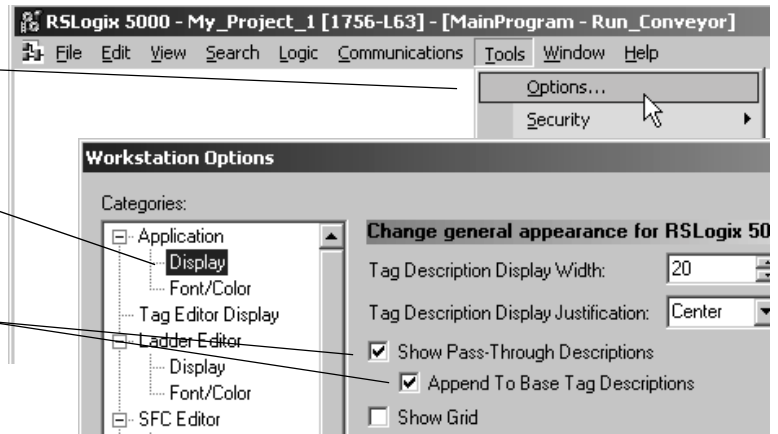 RSLogix 5000 - My_Project_1 [1756-L63] - [MainProgram - Run_Conveyor]
File Edit View Search Logic Communications Tools Window Help
Options...
Security
Workstation Options
Categories:
Application
Display
Font/Color
Tag Editor Display
Ladder Editor
Display
Font/Color
SFC Editor
Change general appearance for RSLogix 50
Tag Description Display Width: 20
Tag Description Display Justification: Center
Show Pass-Through Descriptions
Append To Base Tag Descriptions
Show Grid